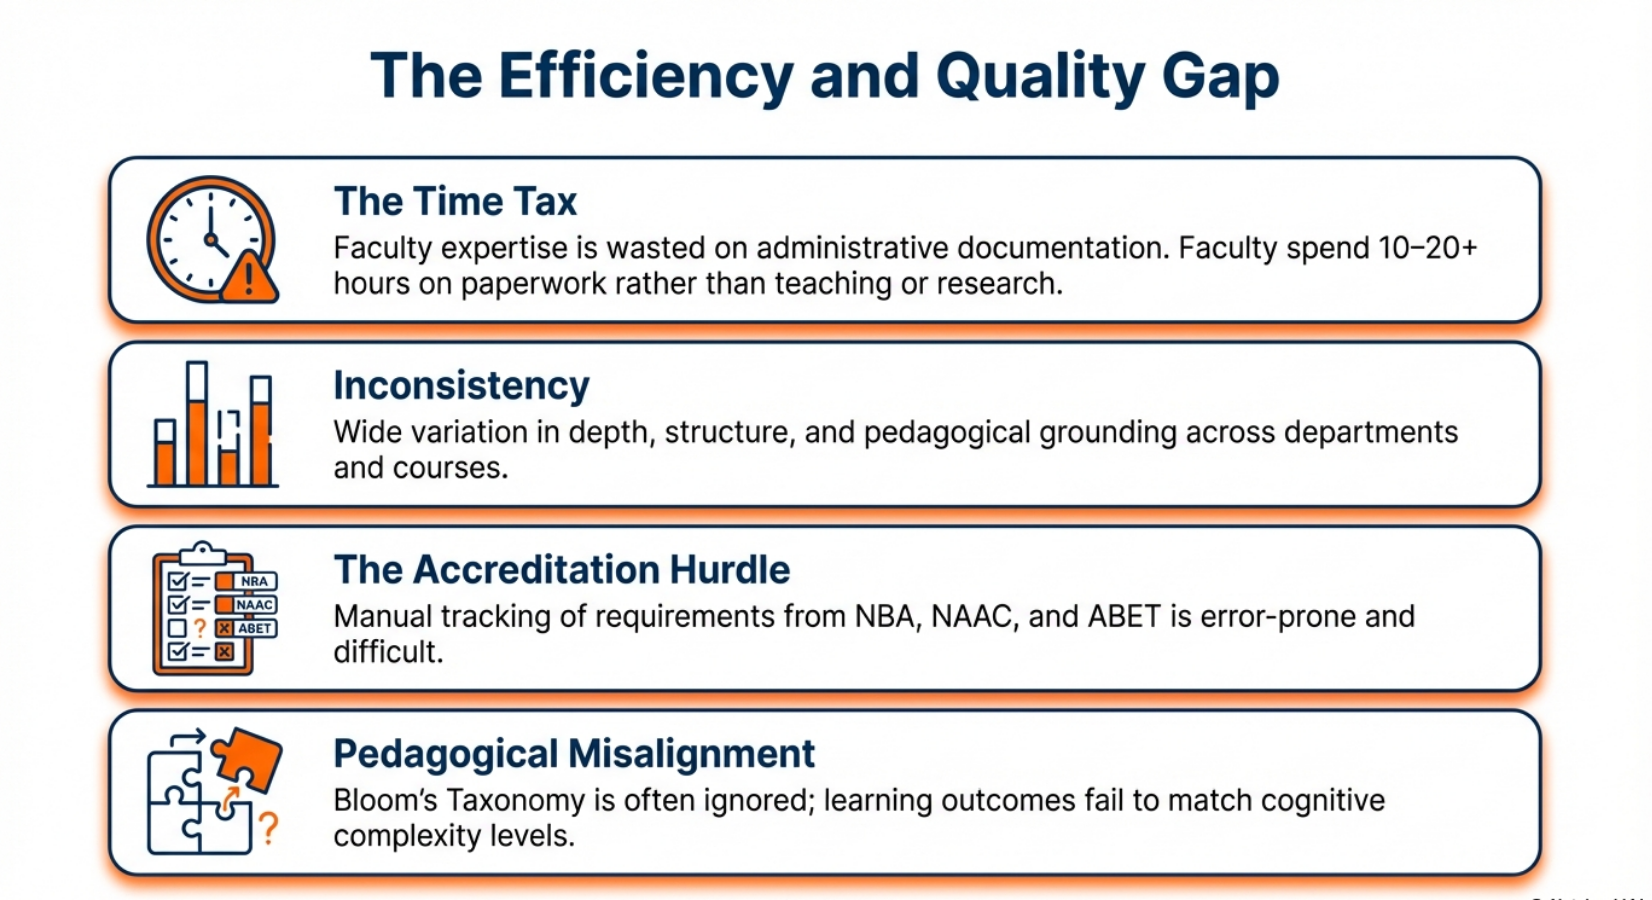 The Efficiency and Quality Gap
The Time Tax
Faculty expertise is wasted on administrative documentation. Faculty spend 10–20+
hours on paperwork rather than teaching or research.
Inconsistency
Wide variation in depth, structure, and pedagogical grounding across departments
and courses.
NRA
NAAC
? ABET
The Accreditation Hurdle
Manual tracking of requirements from NBA, NAAC, and ABET is error-prone and
difficult.
?
Pedagogical Misalignment
Bloom's Taxonomy is often ignored; learning outcomes fail to match cognitive
complexity levels.